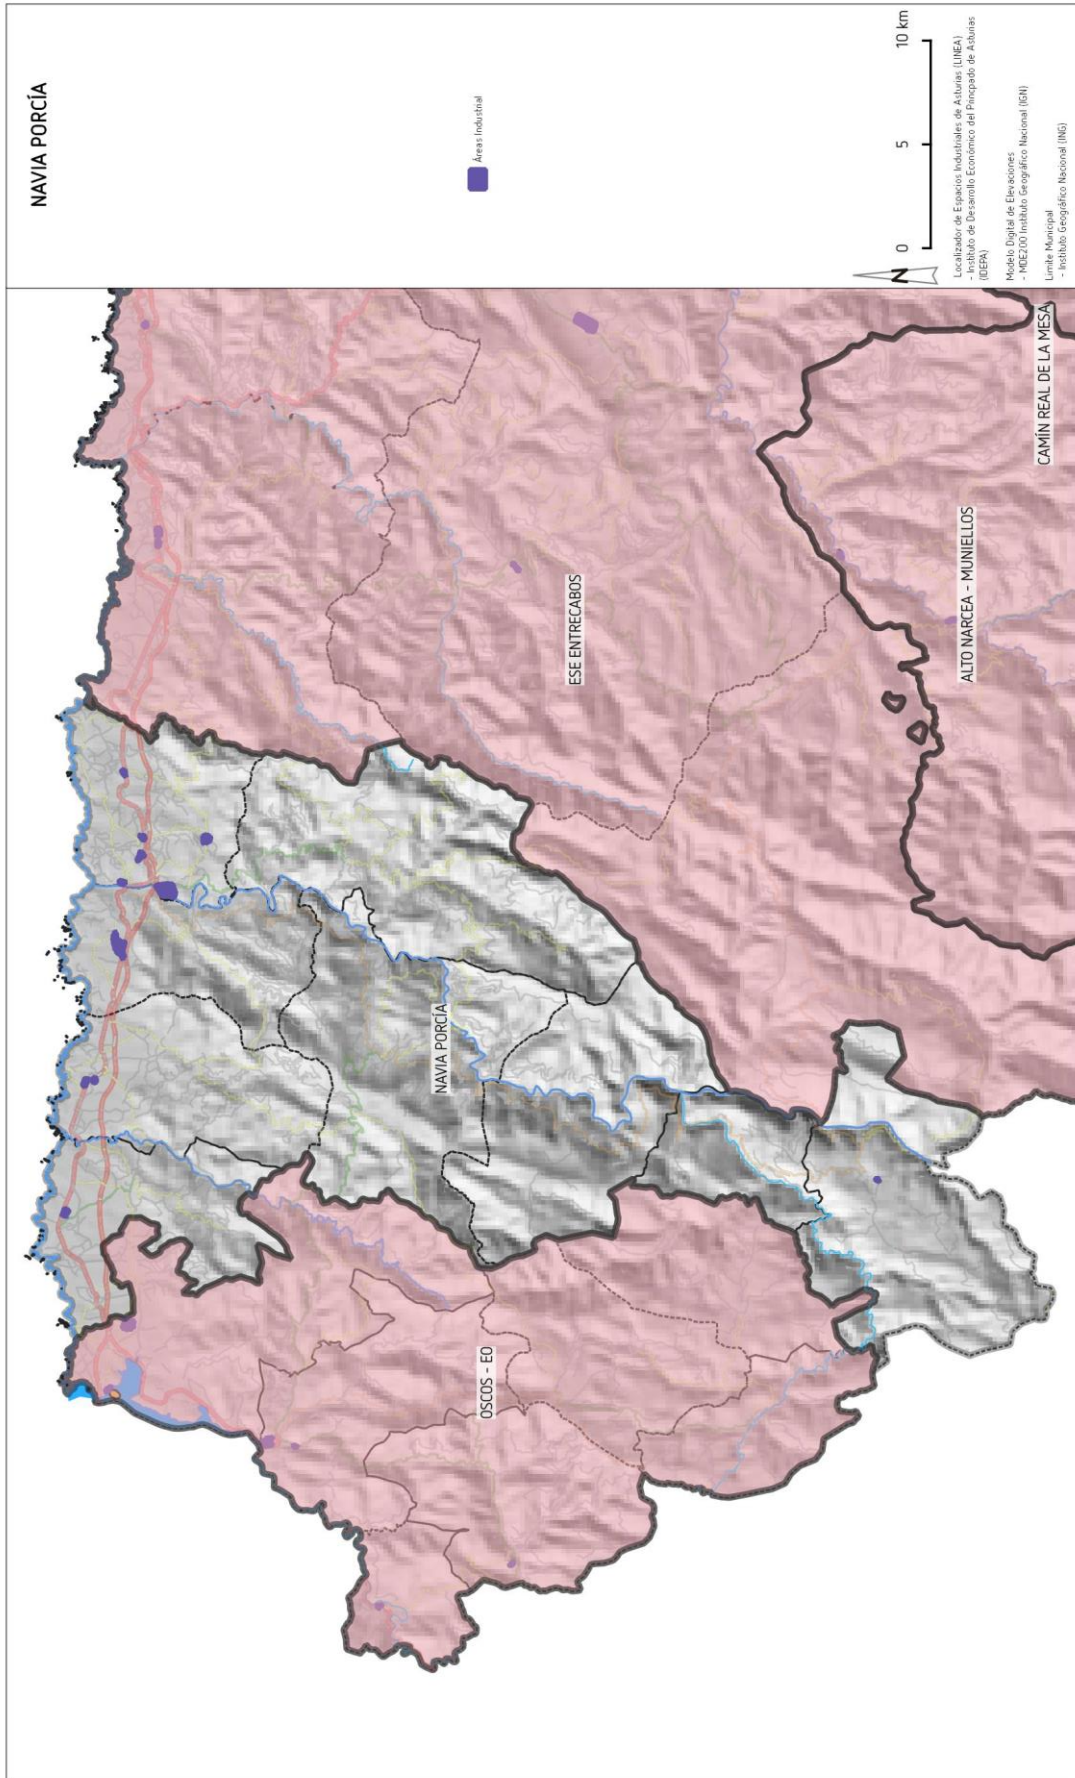 NAVIA PORCÍA
Áreas Industrial
0 5 10 km
N
Localizador de Espacios Industriales de Asturias (LINEA)
- Instituto de Desarrollo Económico del Principado de Asturias
(IDEPA)
Modelo Digital de Elevaciones
- MDE200 Instituto Geográfico Nacional (IGN)
Límite Municipal
- Instituto Geográfico Nacional (ING)
OSCOS - EO
NAVIA PORCÍA
ESE ENTRECABOS
ALTO NARCEA - MUNIELLOS
CAMÍN REAL DE LA MESA